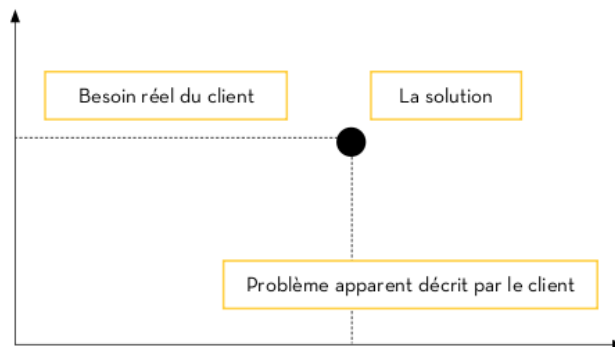 Besoin réel du client
La solution
Problème apparent décrit par le client